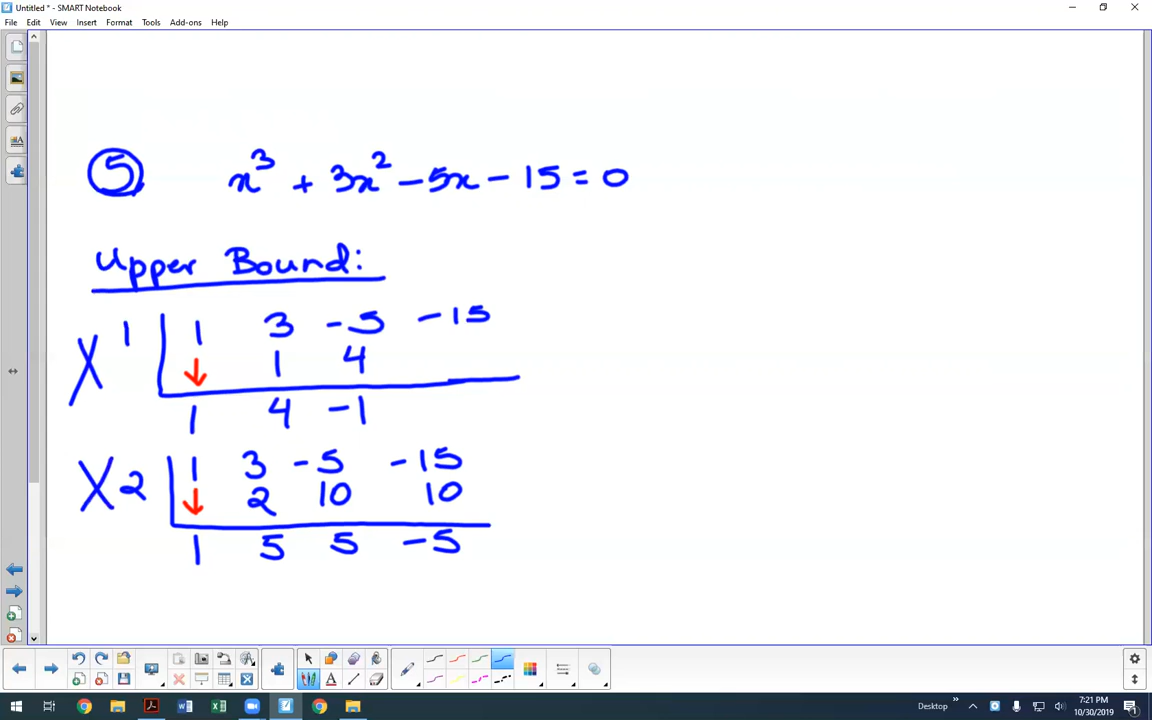 Untitled * - SMART Notebook
File Edit View Insert Format Tools Add-ons Help
5 x³ + 3x² - 5x - 15 = 0
Upper Bound:
X 1 | 1 3 -5 -15
↓ 1 4
1 4 -1
X 2 | 1 3 -5 -15
↓ 2 10 10
1 5 5 -5
Desktop » 7:21 PM
10/30/2019